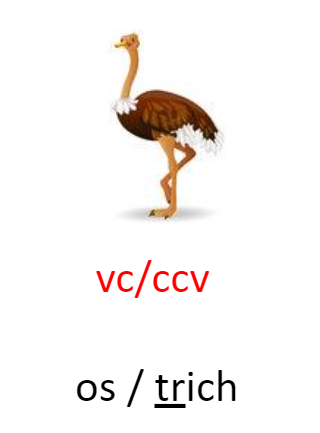 vc/ccv
os / trich